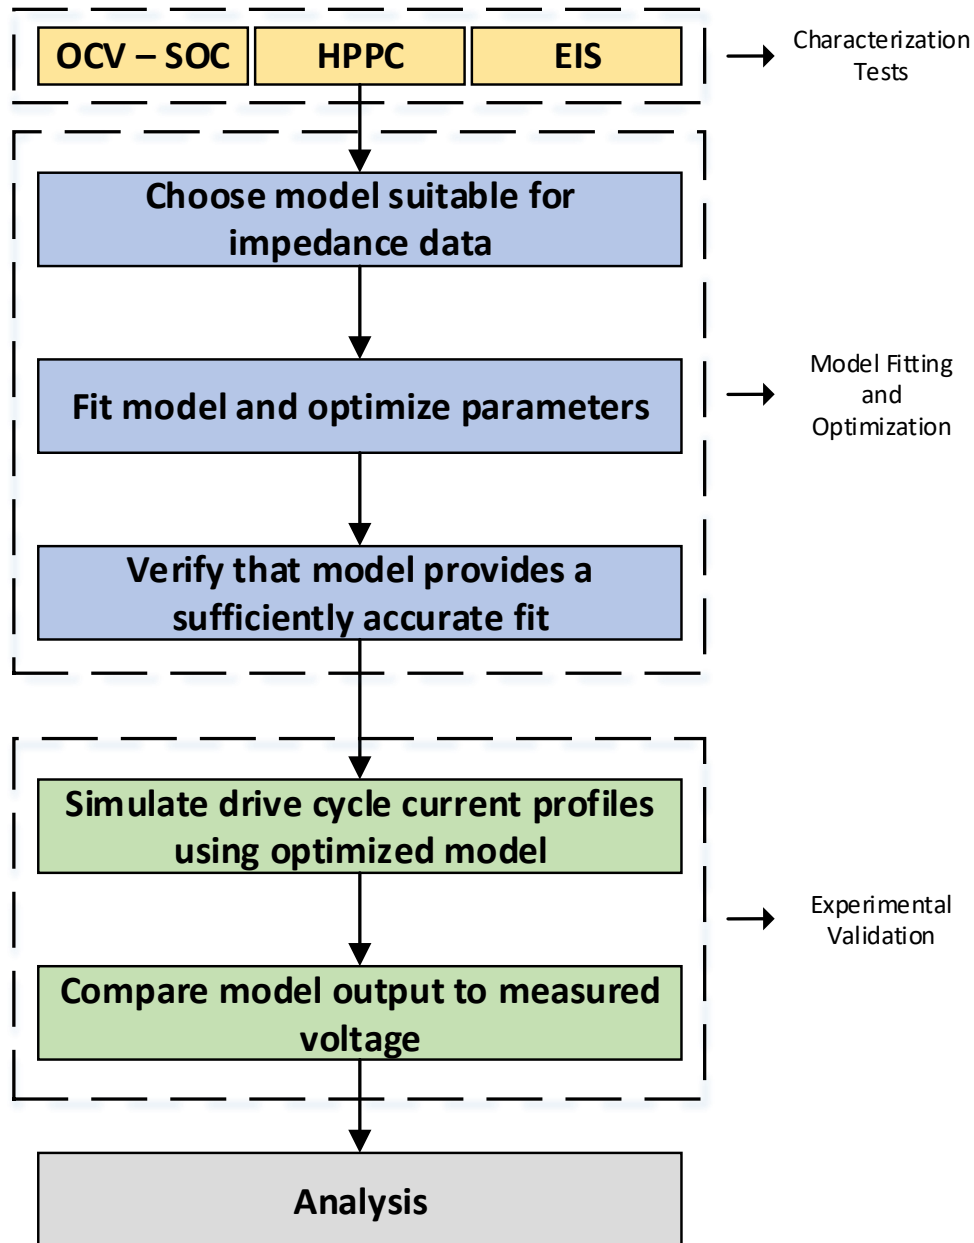 OCV – SOC
HPPC
EIS
Characterization
Tests
Choose model suitable for
impedance data
Fit model and optimize parameters
Model Fitting
and
Optimization
Verify that model provides a
sufficiently accurate fit
Simulate drive cycle current profiles
using optimized model
Experimental
Validation
Compare model output to measured
voltage
Analysis